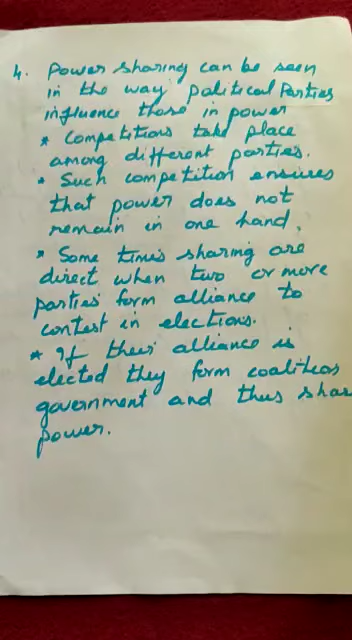 4. Power sharing can be seen
in the way political Parties
influence those in power
* Competitions take place
among different parties.
* Such competition ensures
that power does not
remain in one hand.
* Some times sharing are
direct when two or more
parties form alliance to
contest in elections.
* If their alliance is
elected they form coalition
government and thus shar
power.